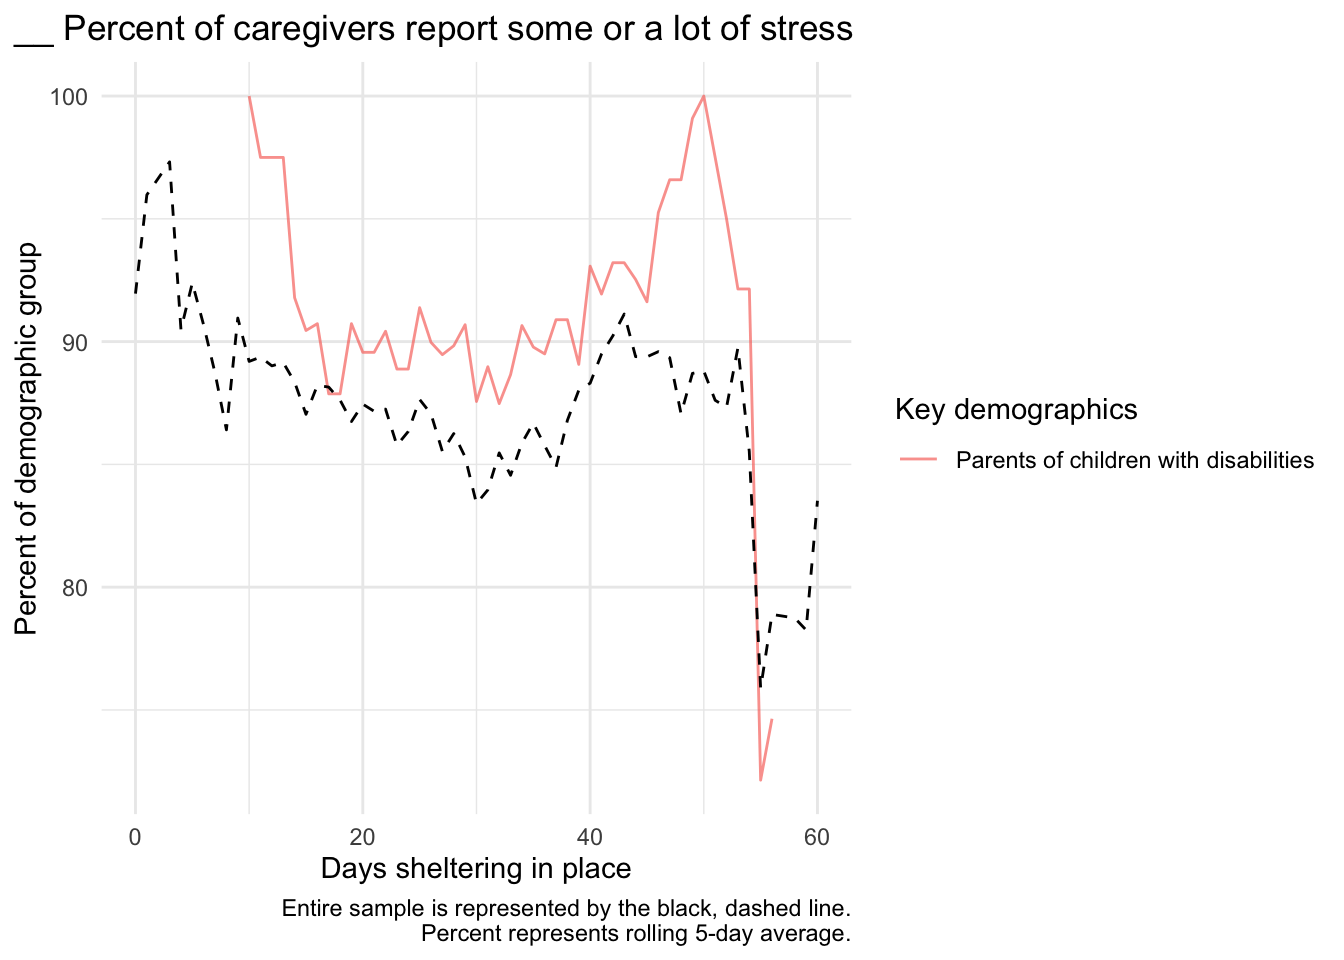 __ Percent of caregivers report some or a lot of stress
Percent of demographic group
100
90
80
0 20 40 60
Days sheltering in place
Key demographics
Parents of children with disabilities
Entire sample is represented by the black, dashed line.
Percent represents rolling 5-day average.